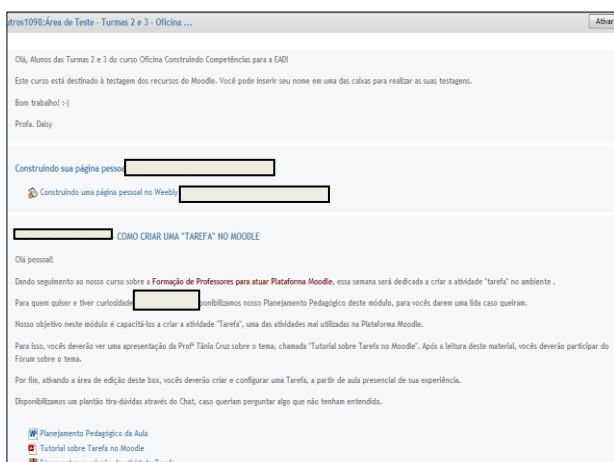 utros1098:Área de Teste - Turmas 2 e 3 - Oficina ...
Ativar
Olá, Alunos das Turmas 2 e 3 do curso Oficina Construindo Competências para a EAD!
Este curso está destinado à testagem dos recursos do Moodle. Você pode inserir seu nome em uma das caixas para realizar as suas testagens.
Bom trabalho! :-)
Profa. Daisy
Construindo sua página pessoa
Construindo uma página pessoal no Weebly
COMO CRIAR UMA "TAREFA" NO MOODLE
Olá pessoal!
Dando seguimento ao nosso curso sobre a Formação de Professores para atuar Plataforma Moodle, essa semana será dedicada a criar a atividade "tarefa" no ambiente .
Para quem quiser e tiver curiosidade ponibilizamos nosso Planejamento Pedagógico deste módulo, para vocês darem uma lida caso queiram.
Nosso objetivo neste módulo é capacitá-los a criar a atividade "Tarefa", uma das atividades mai utilizadas na Plataforma Moodle.
Para isso, vocês deverão ver uma apresentação da Profª Tânia Cruz sobre o tema, chamada "Tutorial sobre Tarefa no Moodle". Após a leitura deste material, vocês deverão participar do
Fórum sobre o tema.
Por fim, ativando a área de edição deste box, vocês deverão criar e configurar uma Tarefa, a partir de aula presencial de sua experiência.
Disponibilizamos um plantão tira-dúvidas através do Chat, caso queriam perguntar algo que não tenham entendido.
Planejamento Pedagógico da Aula
Tutorial sobre Tarefa no Moodle